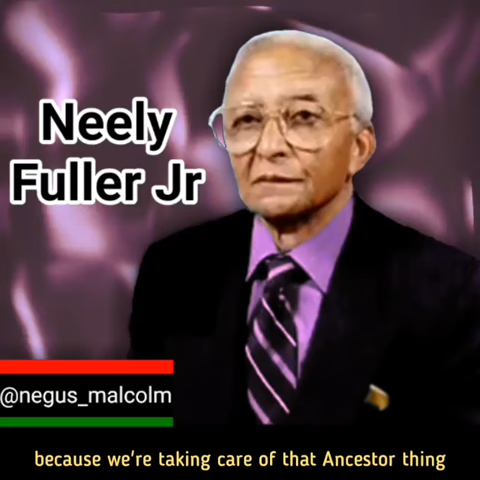 Neely
Fuller Jr
@negus_malcolm
because we're taking care of that Ancestor thing